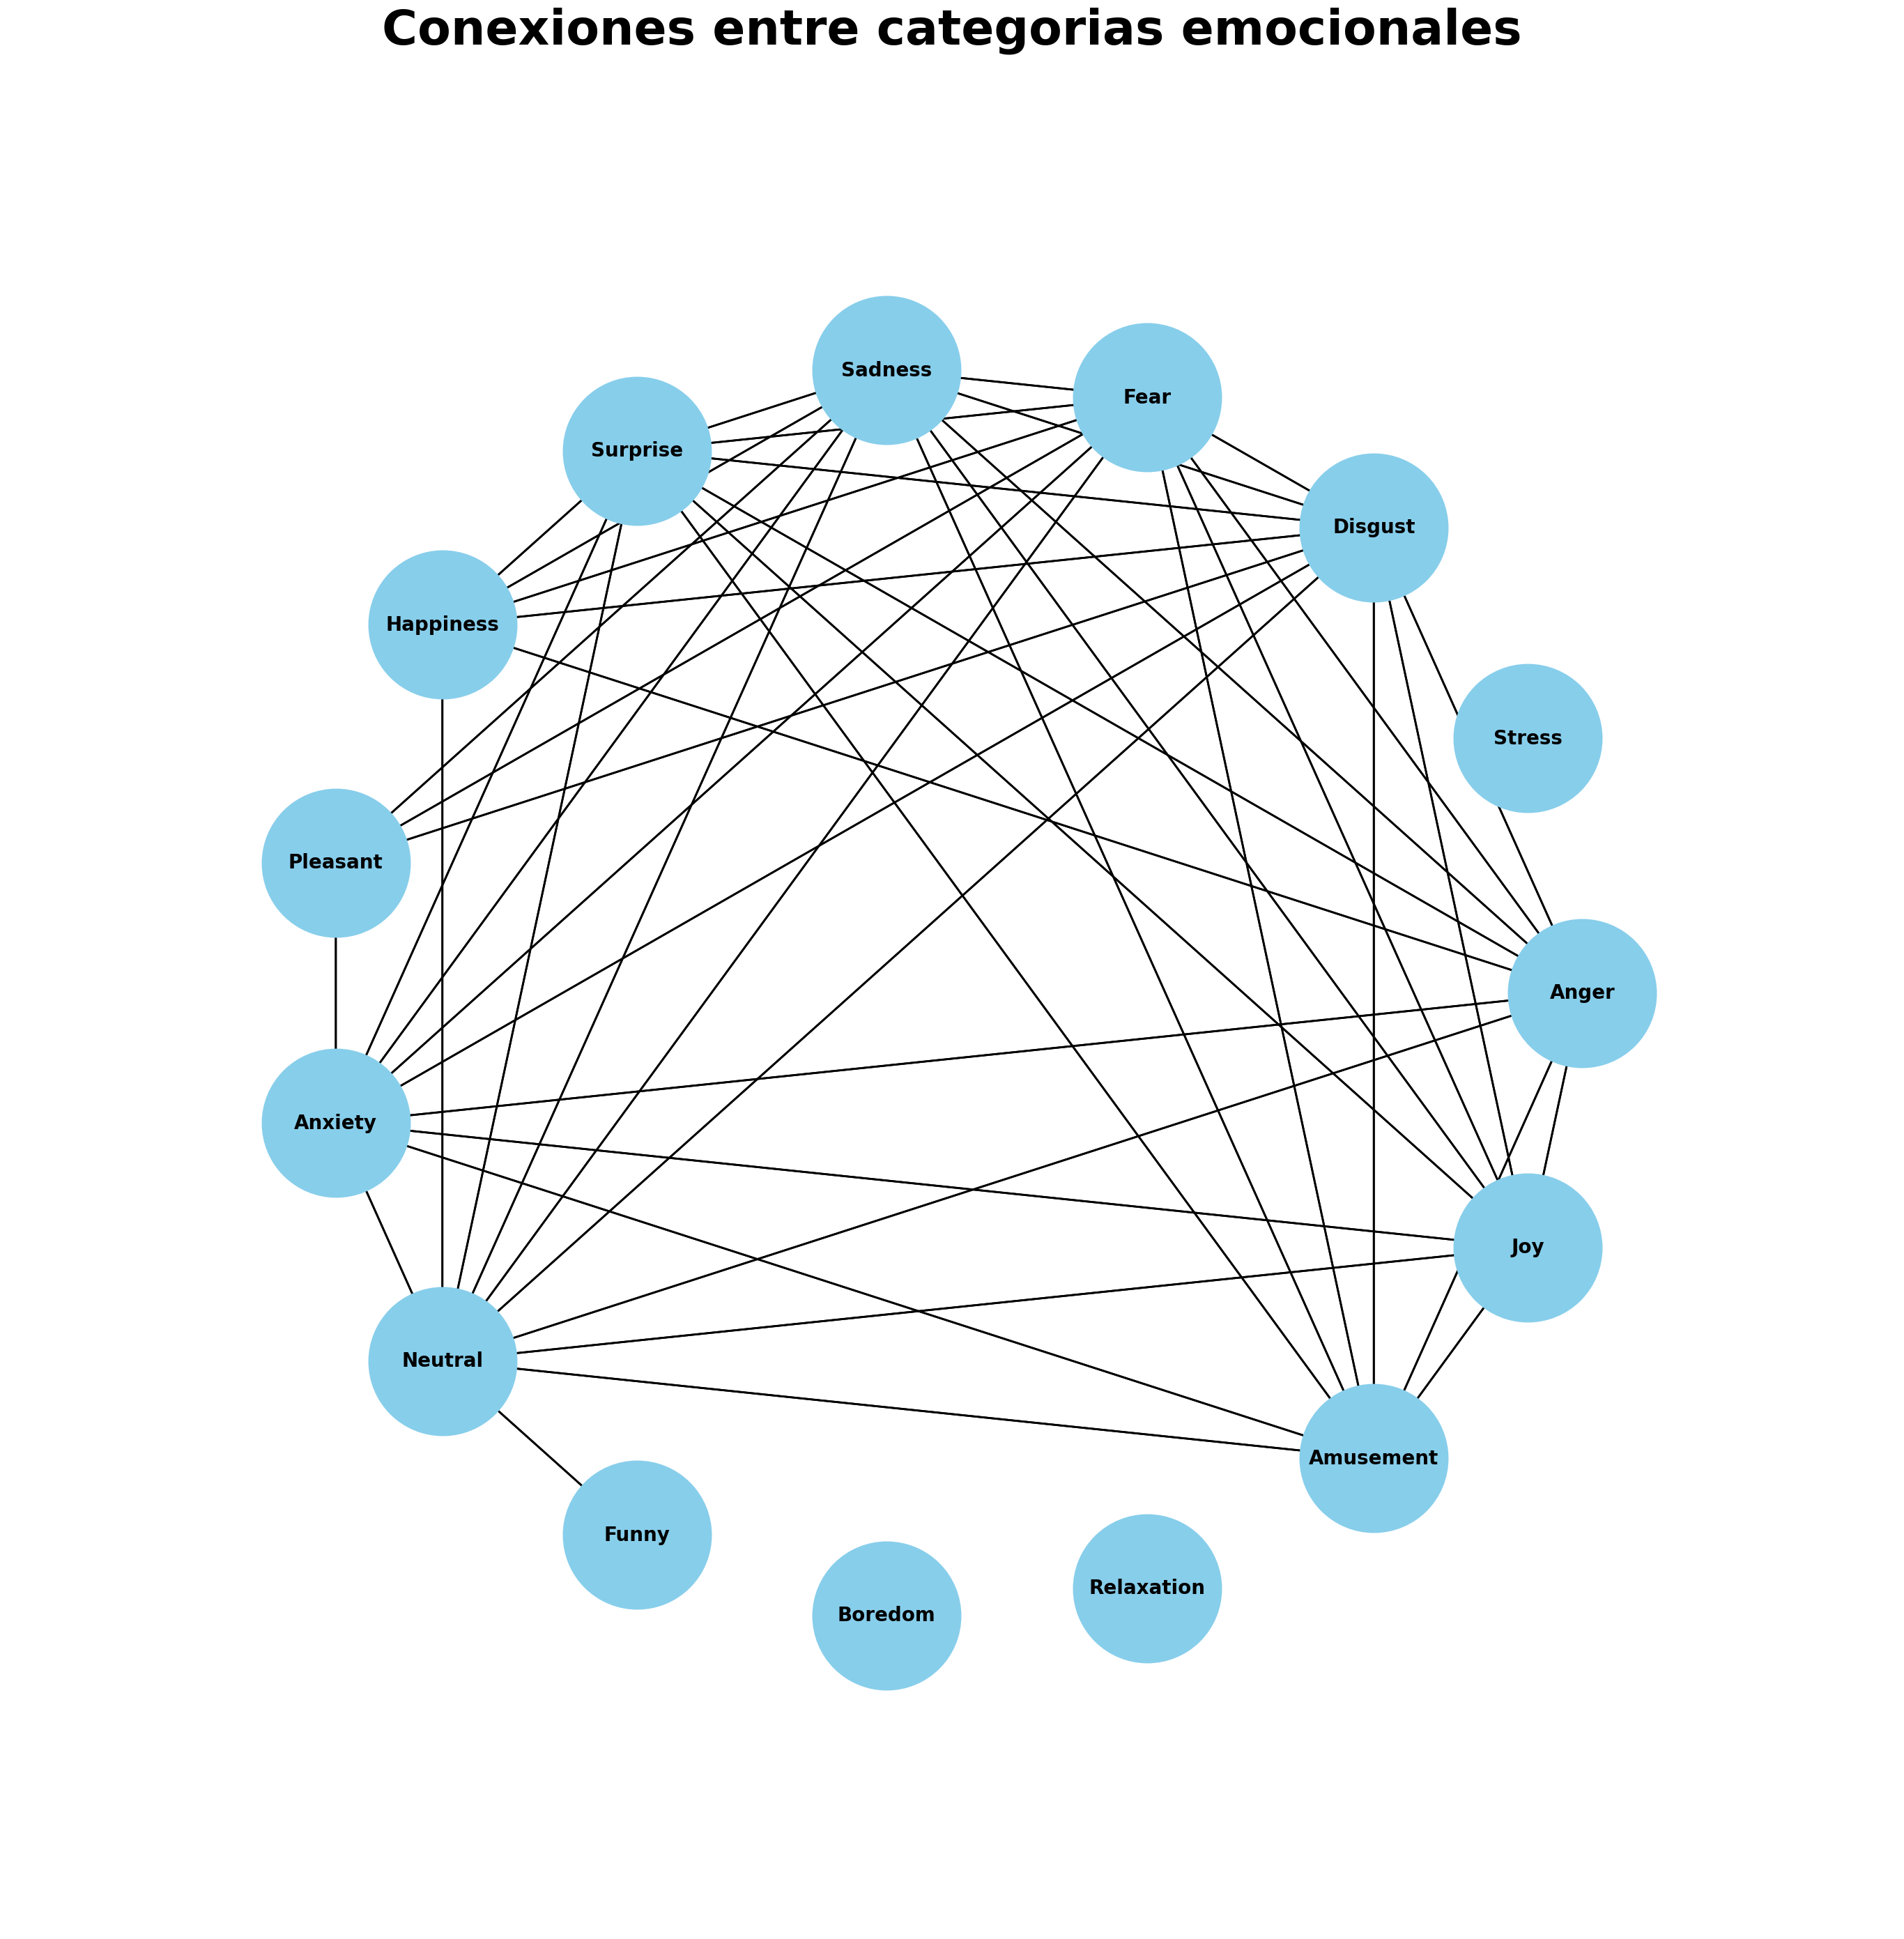 Conexiones entre categorias emocionales
Sadness
Fear
Surprise
Disgust
Happiness
Stress
Pleasant
Anger
Anxiety
Joy
Neutral
Amusement
Funny
Relaxation
Boredom